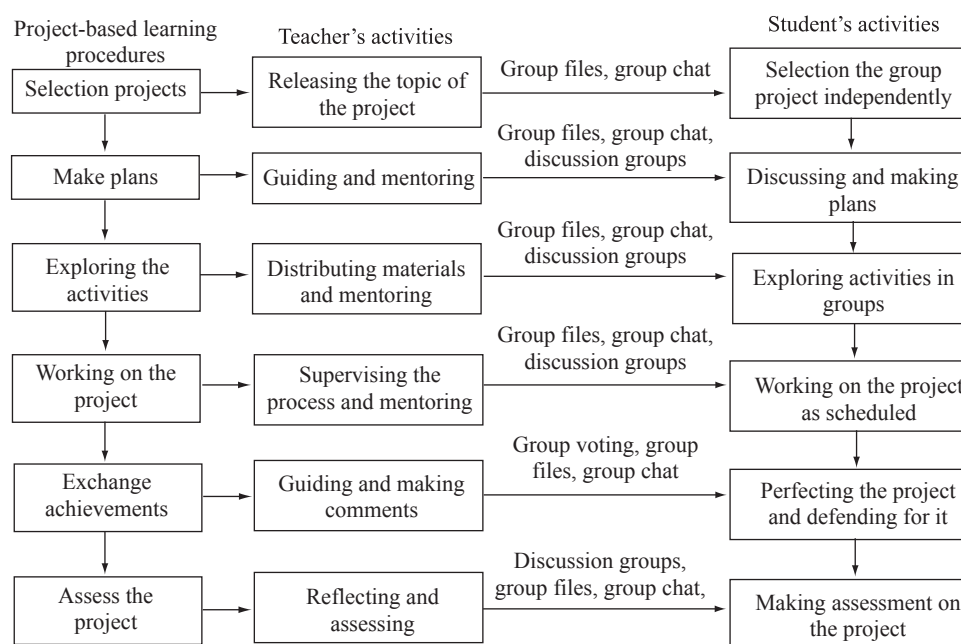 Project-based learning
procedures
Teacher’s activities
Student’s activities
Selection projects
Releasing the topic of
the project
Group files, group chat
Selection the group
project independently
Make plans
Guiding and mentoring
Group files, group chat,
discussion groups
Discussing and making
plans
Exploring the
activities
Distributing materials
and mentoring
Group files, group chat,
discussion groups
Exploring activities in
groups
Working on the
project
Supervising the
process and mentoring
Group files, group chat,
discussion groups
Working on the project
as scheduled
Exchange
achievements
Guiding and making
comments
Group voting, group
files, group chat
Perfecting the project
and defending for it
Assess the
project
Reflecting and
assessing
Discussion groups,
group files, group chat,
Making assessment on
the project